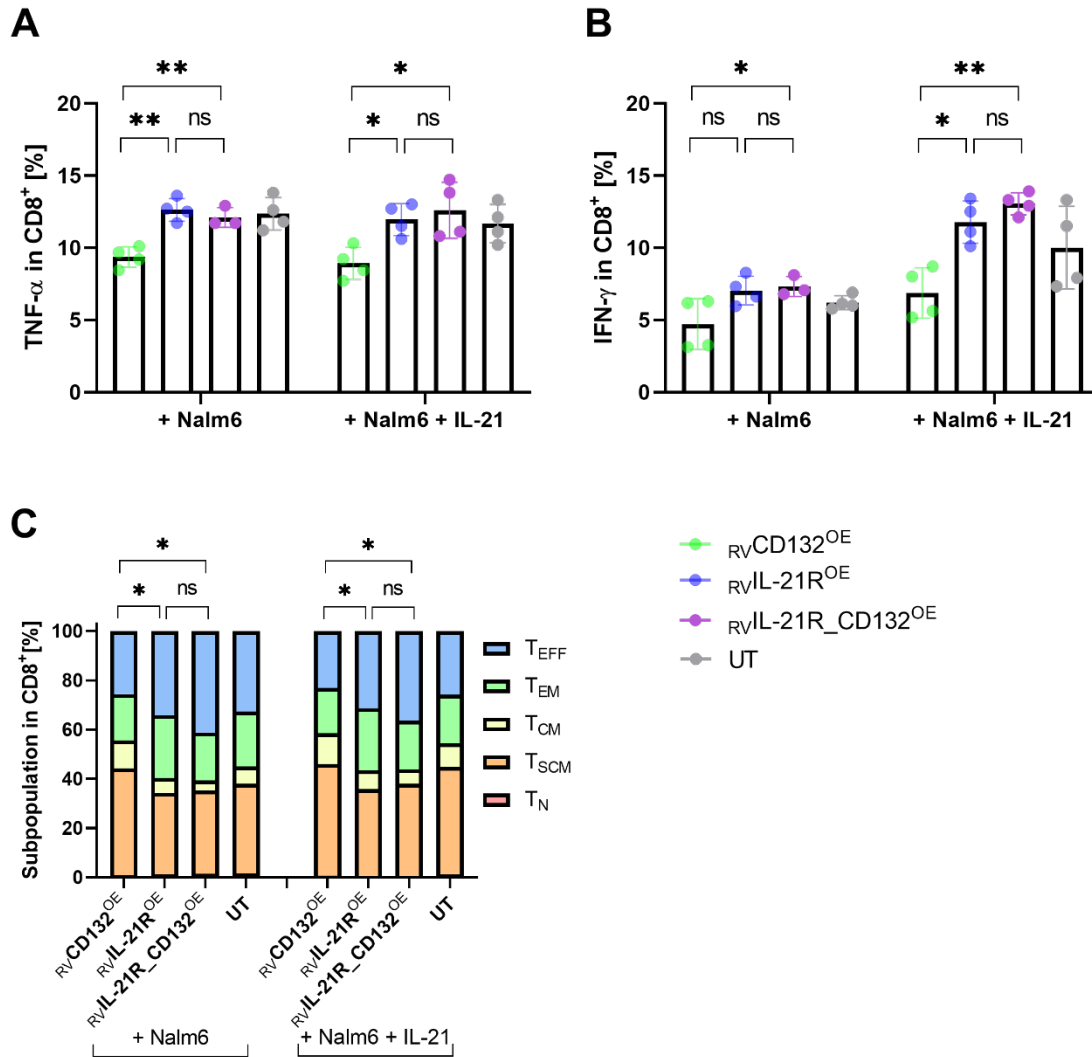 A
** *
** ns * ns
TNF-α in CD8⁺ [%]
20
15
10
5
0
+ Nalm6 + Nalm6 + IL-21
B
* **
ns ns * ns
IFN-γ in CD8⁺ [%]
20
15
10
5
0
+ Nalm6 + Nalm6 + IL-21
C
* *
* ns * ns
Subpopulation in CD8⁺[%]
100
80
60
40
20
0
RVCD132ᴼᴱ
RVIL-21Rᴼᴱ
RVIL-21R_CD132ᴼᴱ
UT
RVCD132ᴼᴱ
RVIL-21Rᴼᴱ
RVIL-21R_CD132ᴼᴱ
UT
+ Nalm6 + Nalm6 + IL-21
TEFF
TEM
TCM
TSCM
TN
RVCD132ᴼᴱ
RVIL-21Rᴼᴱ
RVIL-21R_CD132ᴼᴱ
UT